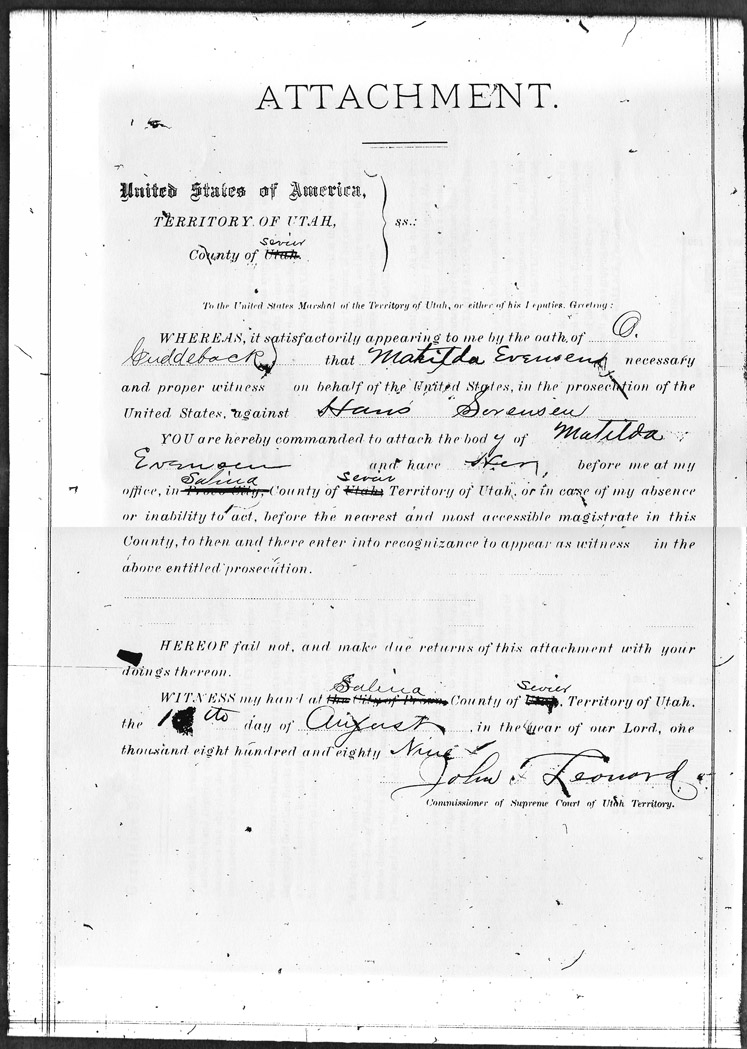 ATTACHMENT.
United States of America,
TERRITORY OF UTAH, ss.:
Sevier
County of Utah.
To the United States Marshal of the Territory of Utah, or either of his Deputies, Greeting:
WHEREAS, it satisfactorily appearing to me by the oath of O.
Cuddeback that Matilda Evensen necessary
and proper witness on behalf of the United States, in the prosecution of the
United States, against Hans Sorensen
YOU are hereby commanded to attach the body of Matilda
Evensen and have Her before me at my
Salina Sevier
office, in Provo City, County of Utah Territory of Utah, or in case of my absence
or inability to act, before the nearest and most accessible magistrate in this
County, to then and there enter into recognizance to appear as witness in the
above entitled prosecution.
HEREOF fail not, and make due returns of this attachment with your
doings thereon.
Salina Sevier
WITNESS my hand at the City of Provo, County of Utah, Territory of Utah,
the th day of August in the year of our Lord, one
thousand eight hundred and eighty Nine
John F Leonard
Commissioner of Supreme Court of Utah Territory.